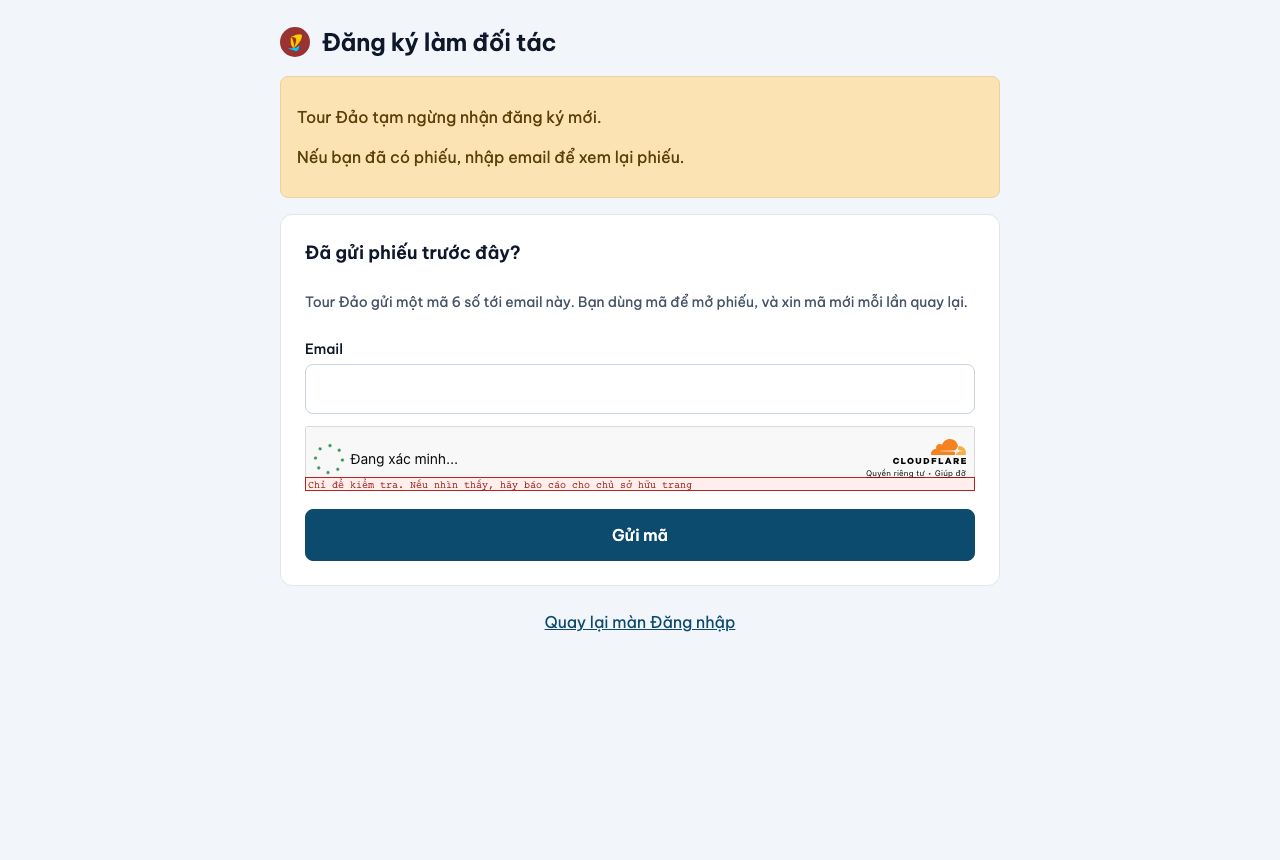 Đăng ký làm đối tác
Tour Đảo tạm ngừng nhận đăng ký mới.
Nếu bạn đã có phiếu, nhập email để xem lại phiếu.
Đã gửi phiếu trước đây?
Tour Đảo gửi một mã 6 số tới email này. Bạn dùng mã để mở phiếu, và xin mã mới mỗi lần quay lại.
Email
Đang xác minh...
CLOUDFLARE
Quyền riêng tư • Giúp đỡ
Chỉ để kiểm tra. Nếu nhìn thấy, hãy báo cáo cho chủ sở hữu trang
Gửi mã
Quay lại màn Đăng nhập